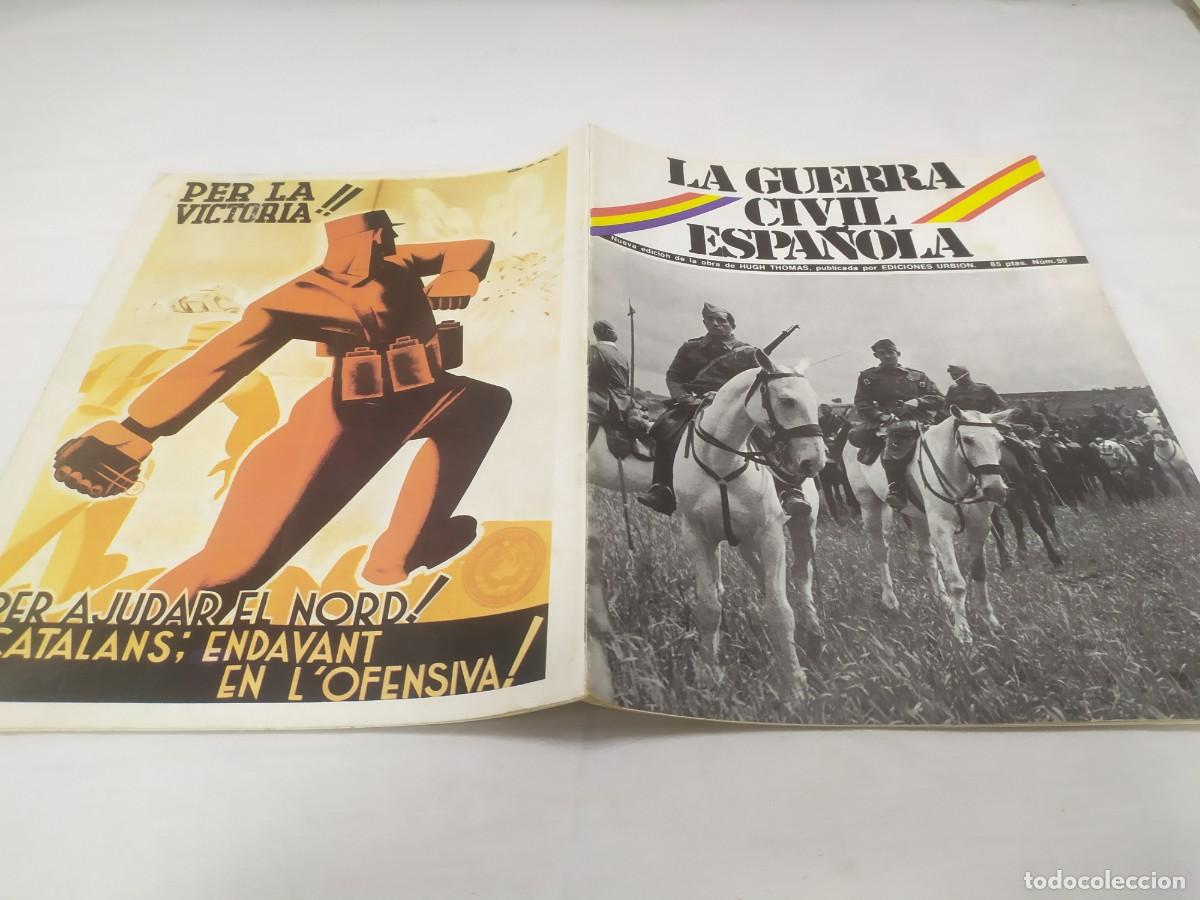 PER LA
VICTORIA!!
PER AJUDAR EL NORD!
CATALANS; ENDAVANT
EN L'OFENSIVA!
LA GUERRA
CIVIL
ESPAÑOLA
Nueva edición de la obra de HUGH THOMAS, publicada por EDICIONES URBION. 65 ptas. Núm. 50
todocoleccion